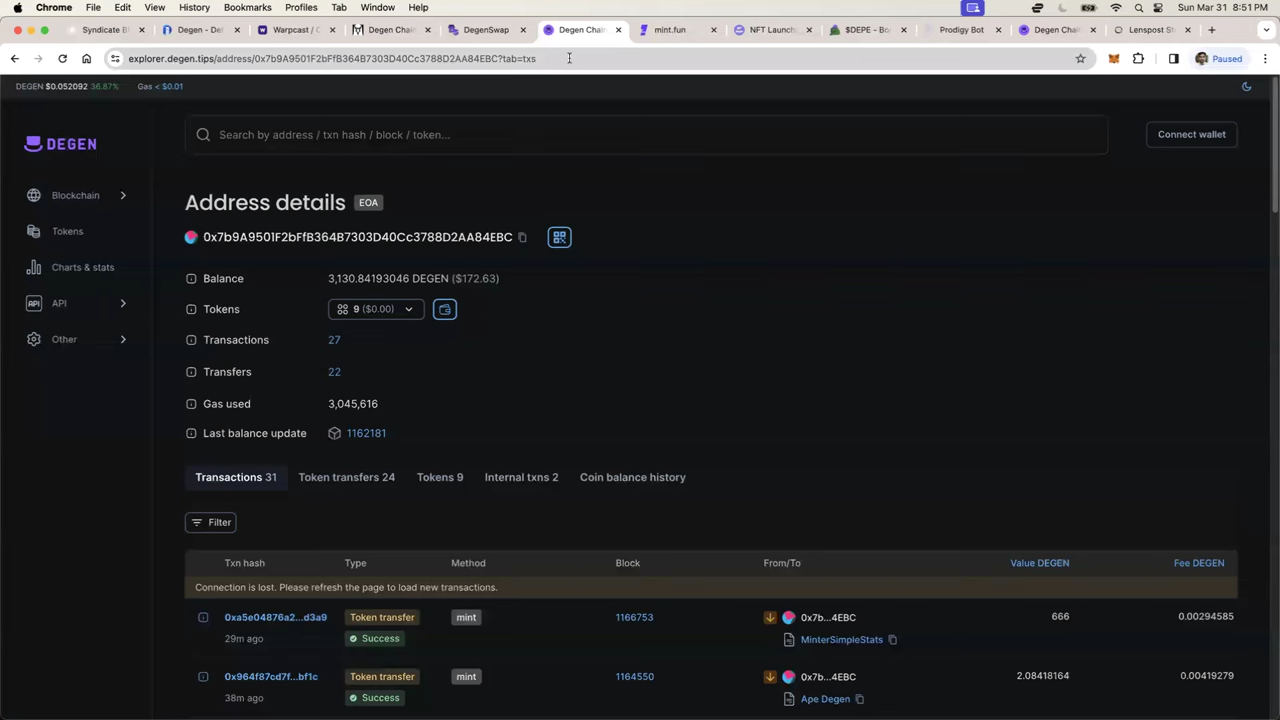 Chrome File Edit View History Bookmarks Profiles Tab Window Help Sun Mar 31 8:51 PM
Syndicate Bl Degen - Def Warpcast / C Degen Chain DegenSwap Degen Chain mint.fun NFT Launch $DEPE - Bo Prodigy Bot Degen Chain Lenspost St
explorer.degen.tips/address/0x7b9A9501F2bFfB364B7303D40Cc3788D2AA84EBC?tab=txs Paused
DEGEN $0.052092 36.87% Gas < $0.01
DEGEN
Search by address / txn hash / block / token...
Connect wallet
Blockchain
Tokens
Charts & stats
API API
Other
Address details EOA
0x7b9A9501F2bFfB364B7303D40Cc3788D2AA84EBC
Balance 3,130.84193046 DEGEN ($172.63)
Tokens 9 ($0.00)
Transactions 27
Transfers 22
Gas used 3,045,616
Last balance update 1162181
Transactions 31 Token transfers 24 Tokens 9 Internal txns 2 Coin balance history
Filter
Txn hash Type Method Block From/To Value DEGEN Fee DEGEN
Connection is lost. Please refresh the page to load new transactions.
0xa5e04876a2...d3a9 Token transfer mint 1166753 0x7b...4EBC 666 0.00294585
29m ago Success MinterSimpleStats
0x964f87cd7f...bf1c Token transfer mint 1164550 0x7b...4EBC 2.08418164 0.00419279
38m ago Success Ape Degen